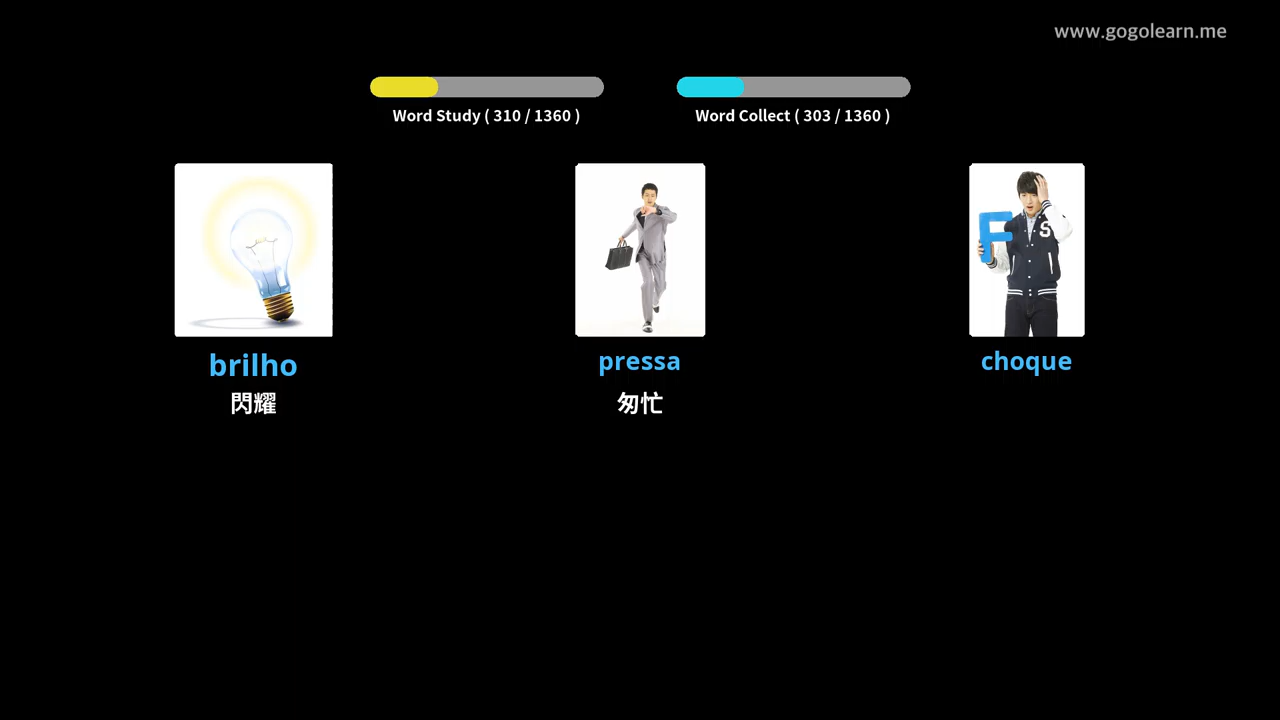 www.gogolearn.me
Word Study ( 310 / 1360 )
Word Collect ( 303 / 1360 )
F
S
brilho
pressa
choque
閃耀
匆忙